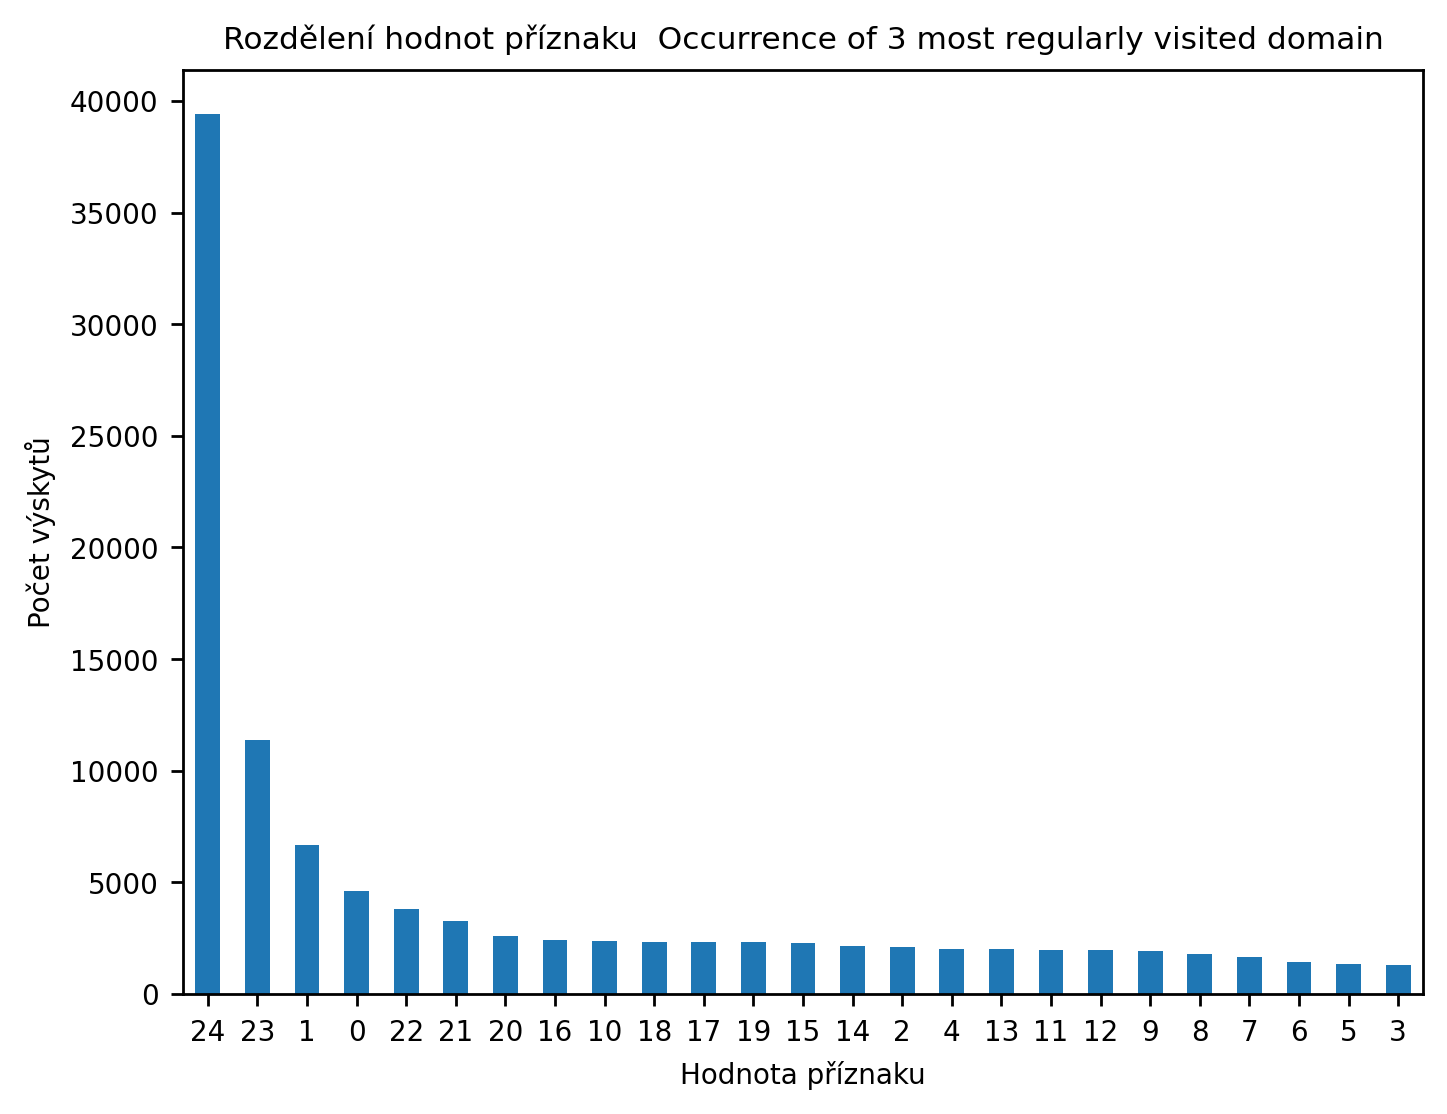 Rozdělení hodnot příznaku  Occurrence of 3 most regularly visited domain
40000
35000
30000
25000
20000
15000
10000
5000
0
Počet výskytů
24 23 1 0 22 21 20 16 10 18 17 19 15 14 2 4 13 11 12 9 8 7 6 5 3
Hodnota příznaku